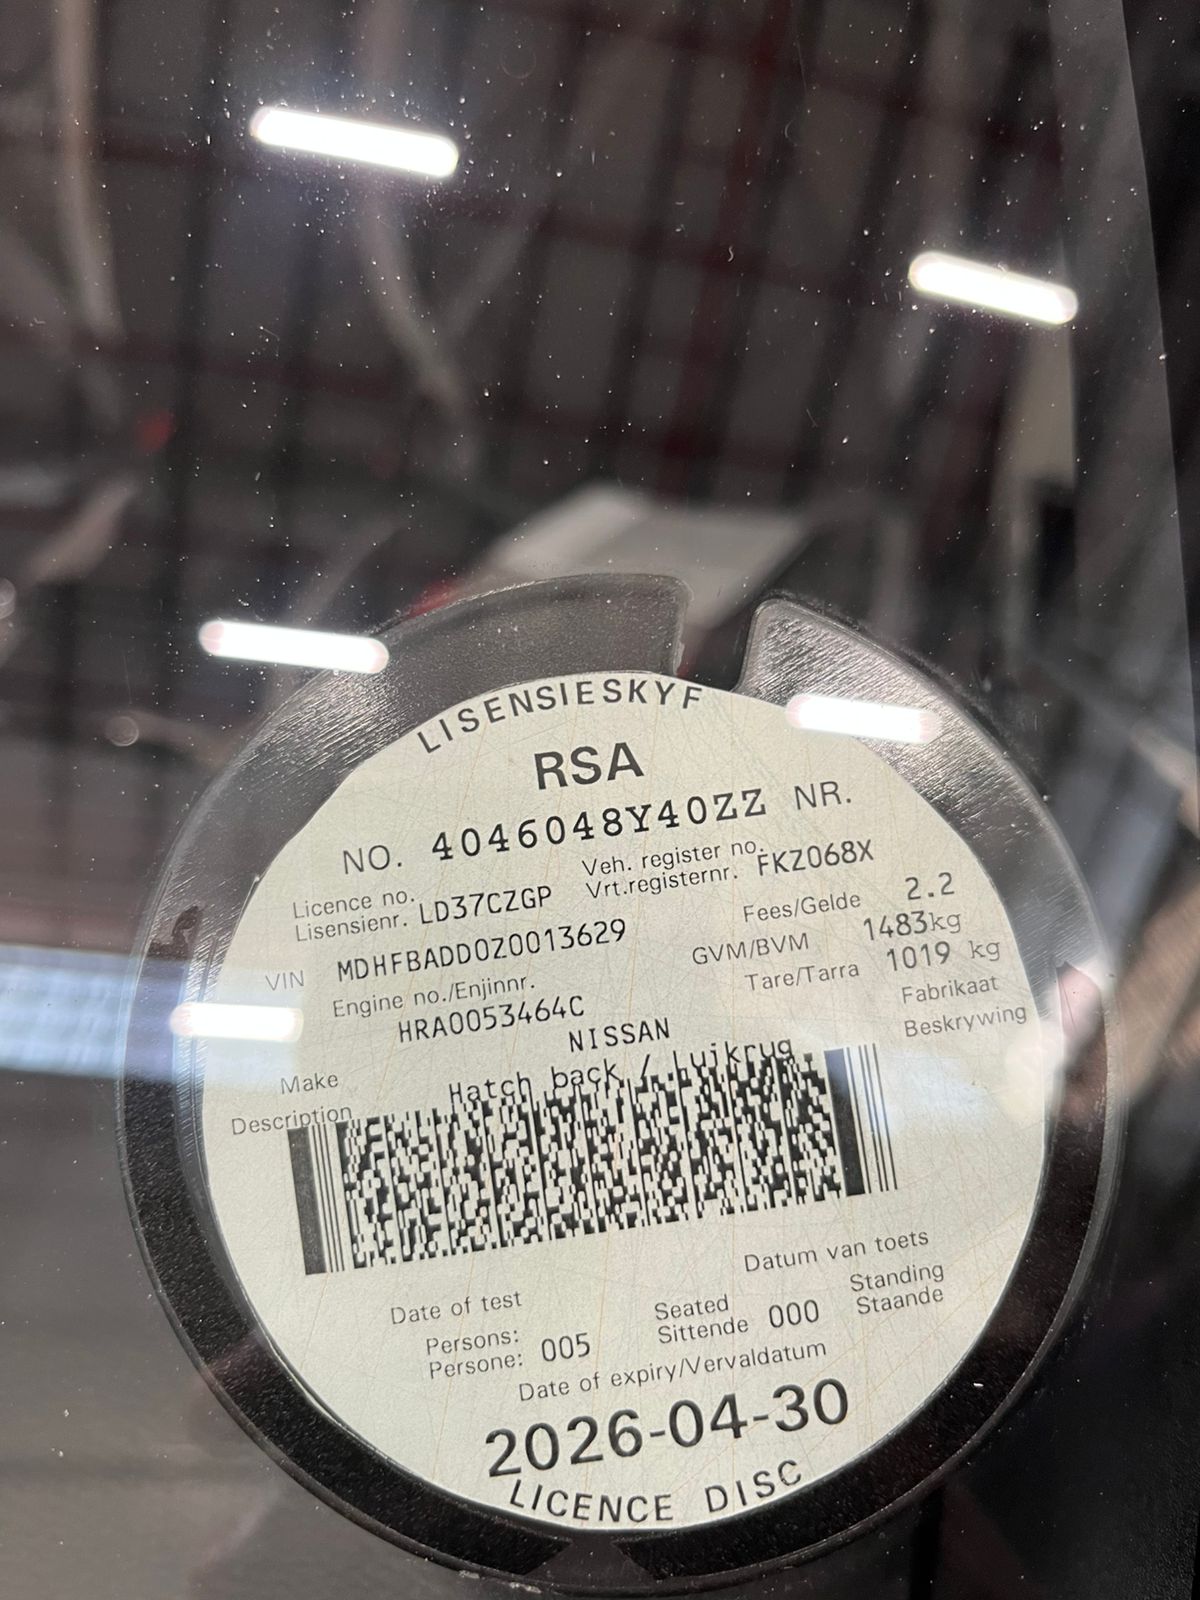 LISENSIESKYF
RSA
NO. 4046048Y40ZZ NR.
Licence no. Lisensienr. LD37CZGP Veh. register no. Vrt.registernr. FKZ068X
VIN MDHFBADD0Z0013629 Fees/Gelde 2.2
Engine no./Enjinnr. GVM/BVM 1483kg
HRA0053464C Tare/Tarra 1019 kg
Make NISSAN Fabrikaat
Description Hatch back / Luikrug Beskrywing
Date of test Datum van toets
Persons: Persone: 005 Seated Sittende 000 Standing Staande
Date of expiry/Vervaldatum
2026-04-30
LICENCE DISC